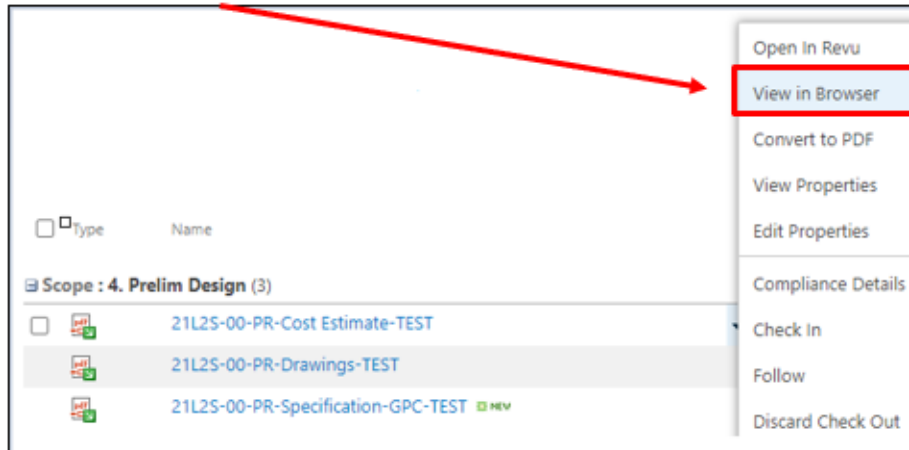 Open In Revu
View in Browser
Convert to PDF
View Properties
Edit Properties
Compliance Details
Check In
Follow
Discard Check Out
Type Name
Scope : 4. Prelim Design (3)
21L2S-00-PR-Cost Estimate-TEST
21L2S-00-PR-Drawings-TEST
21L2S-00-PR-Specification-GPC-TEST NEW